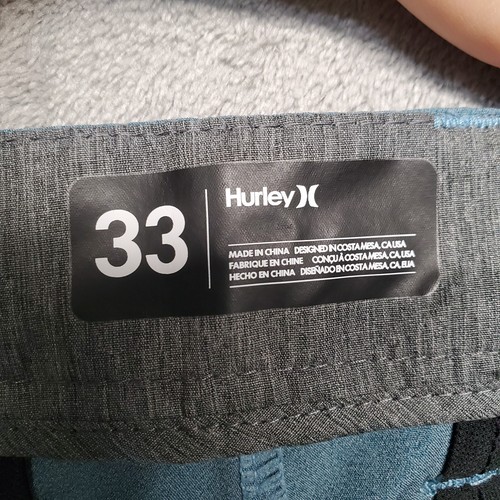 33
Hurley
MADE IN CHINA DESIGNED IN COSTA MESA, CA, USA
FABRIQUE EN CHINE CONÇU À COSTA MESA, CA, USA
HECHO EN CHINA DISEÑADO EN COSTA MESA, CA, EUA